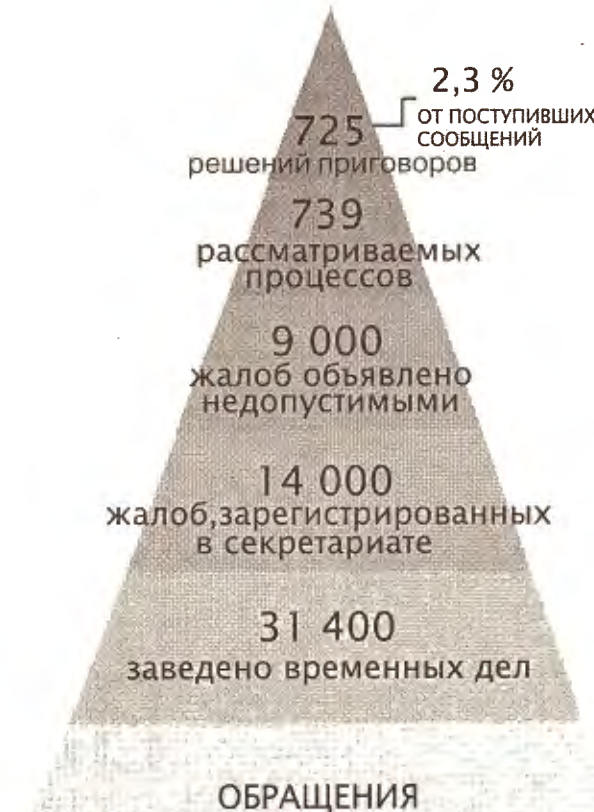 2,3 %
от поступивших
сообщений
725
решений приговоров
739
рассматриваемых
процессов
9 000
жалоб объявлено
недопустимыми
14 000
жалоб,зарегистрированных
в секретариате
31 400
заведено временных дел
ОБРАЩЕНИЯ